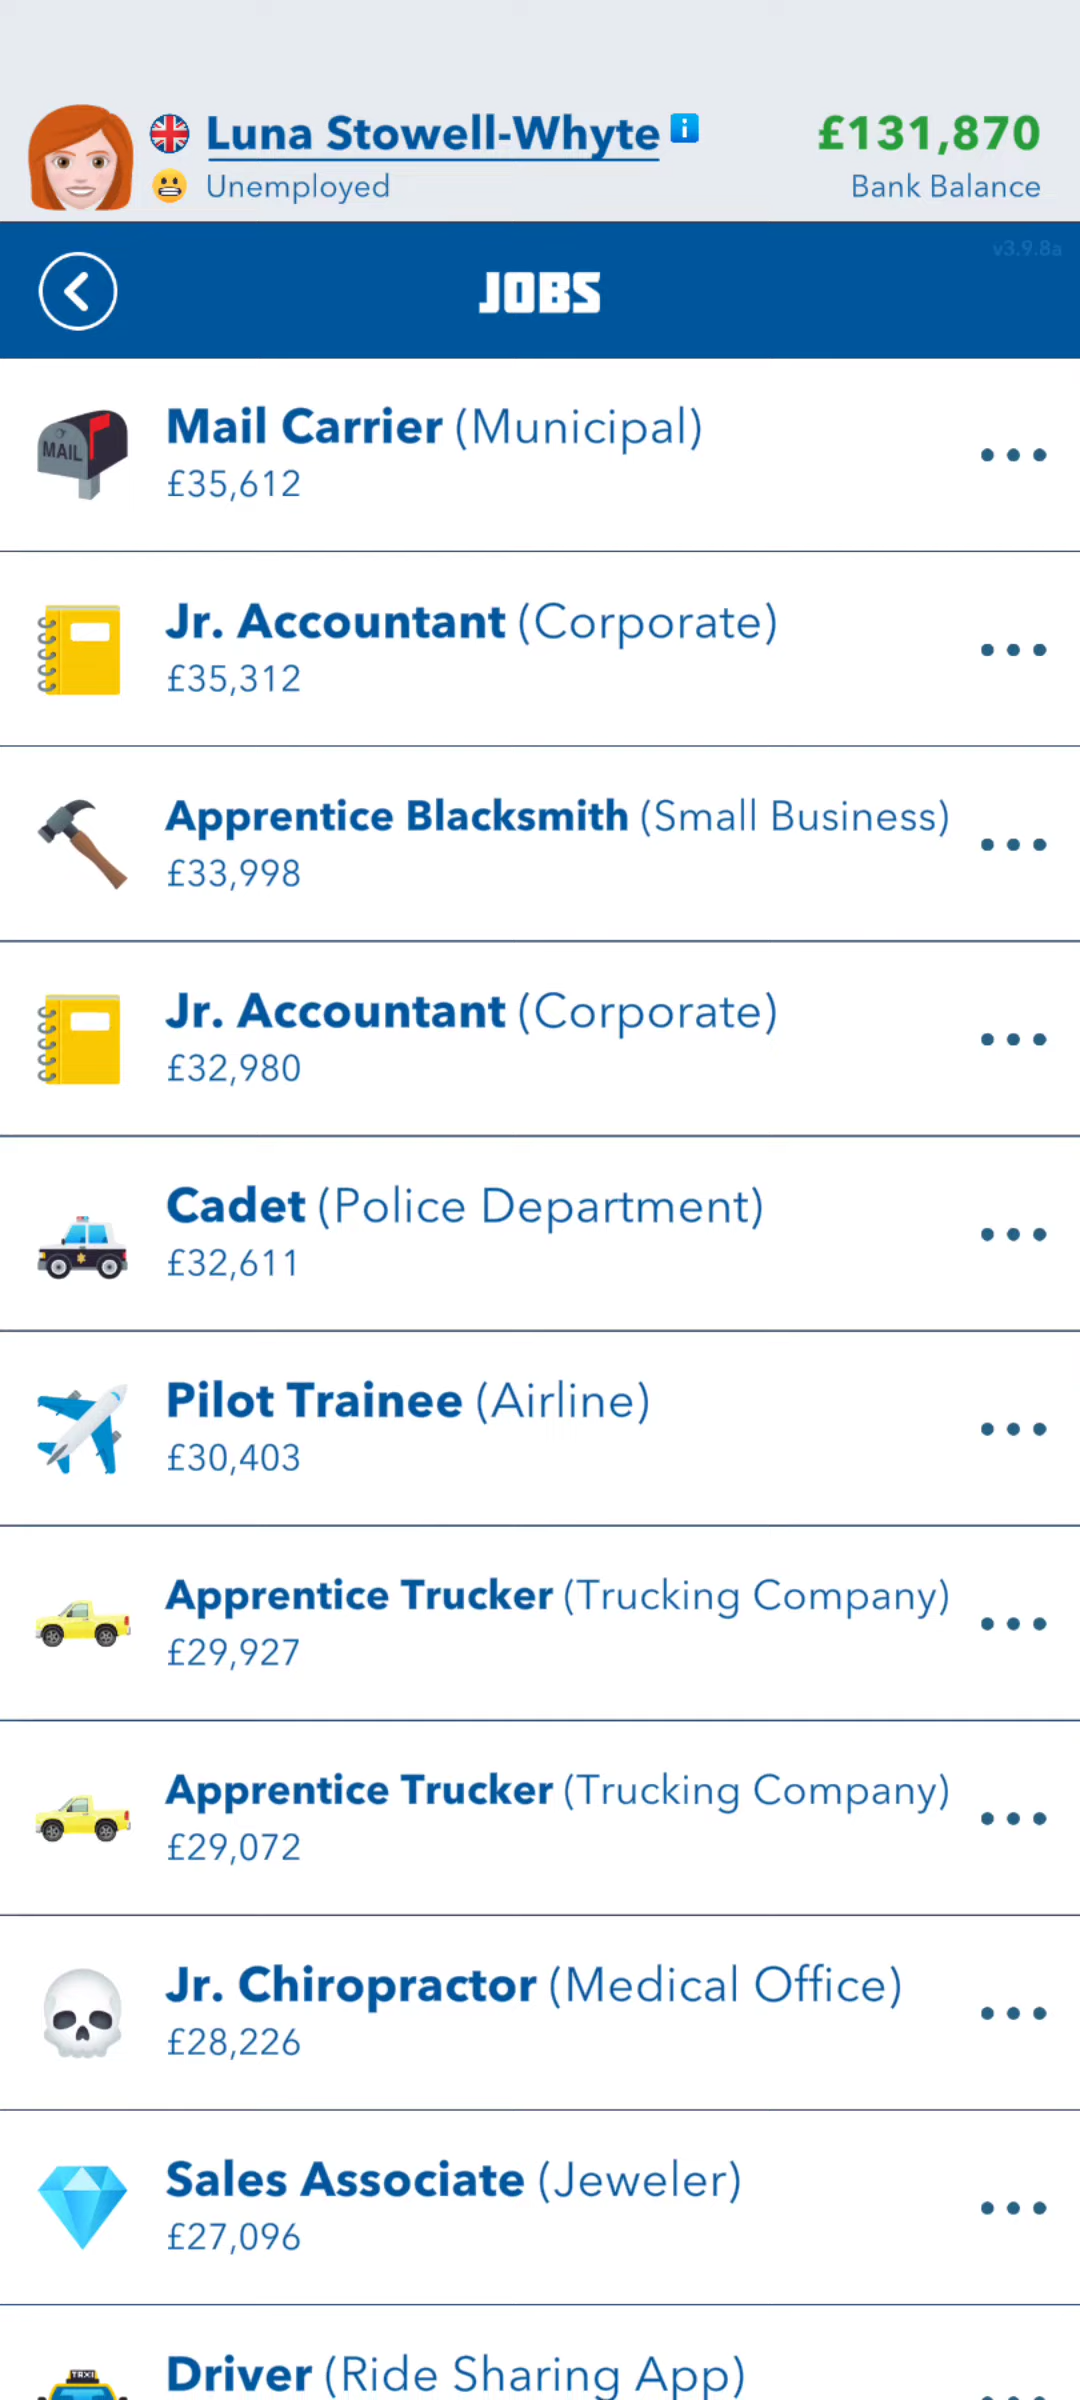 Luna Stowell-Whyte
£131,870
Unemployed
Bank Balance
v3.9.8a
JOBS
MAIL
Mail Carrier (Municipal)
£35,612
Jr. Accountant (Corporate)
£35,312
Apprentice Blacksmith (Small Business)
£33,998
Jr. Accountant (Corporate)
£32,980
Cadet (Police Department)
£32,611
Pilot Trainee (Airline)
£30,403
Apprentice Trucker (Trucking Company)
£29,927
Apprentice Trucker (Trucking Company)
£29,072
Jr. Chiropractor (Medical Office)
£28,226
Sales Associate (Jeweler)
£27,096
TAXI
Driver (Ride Sharing App)